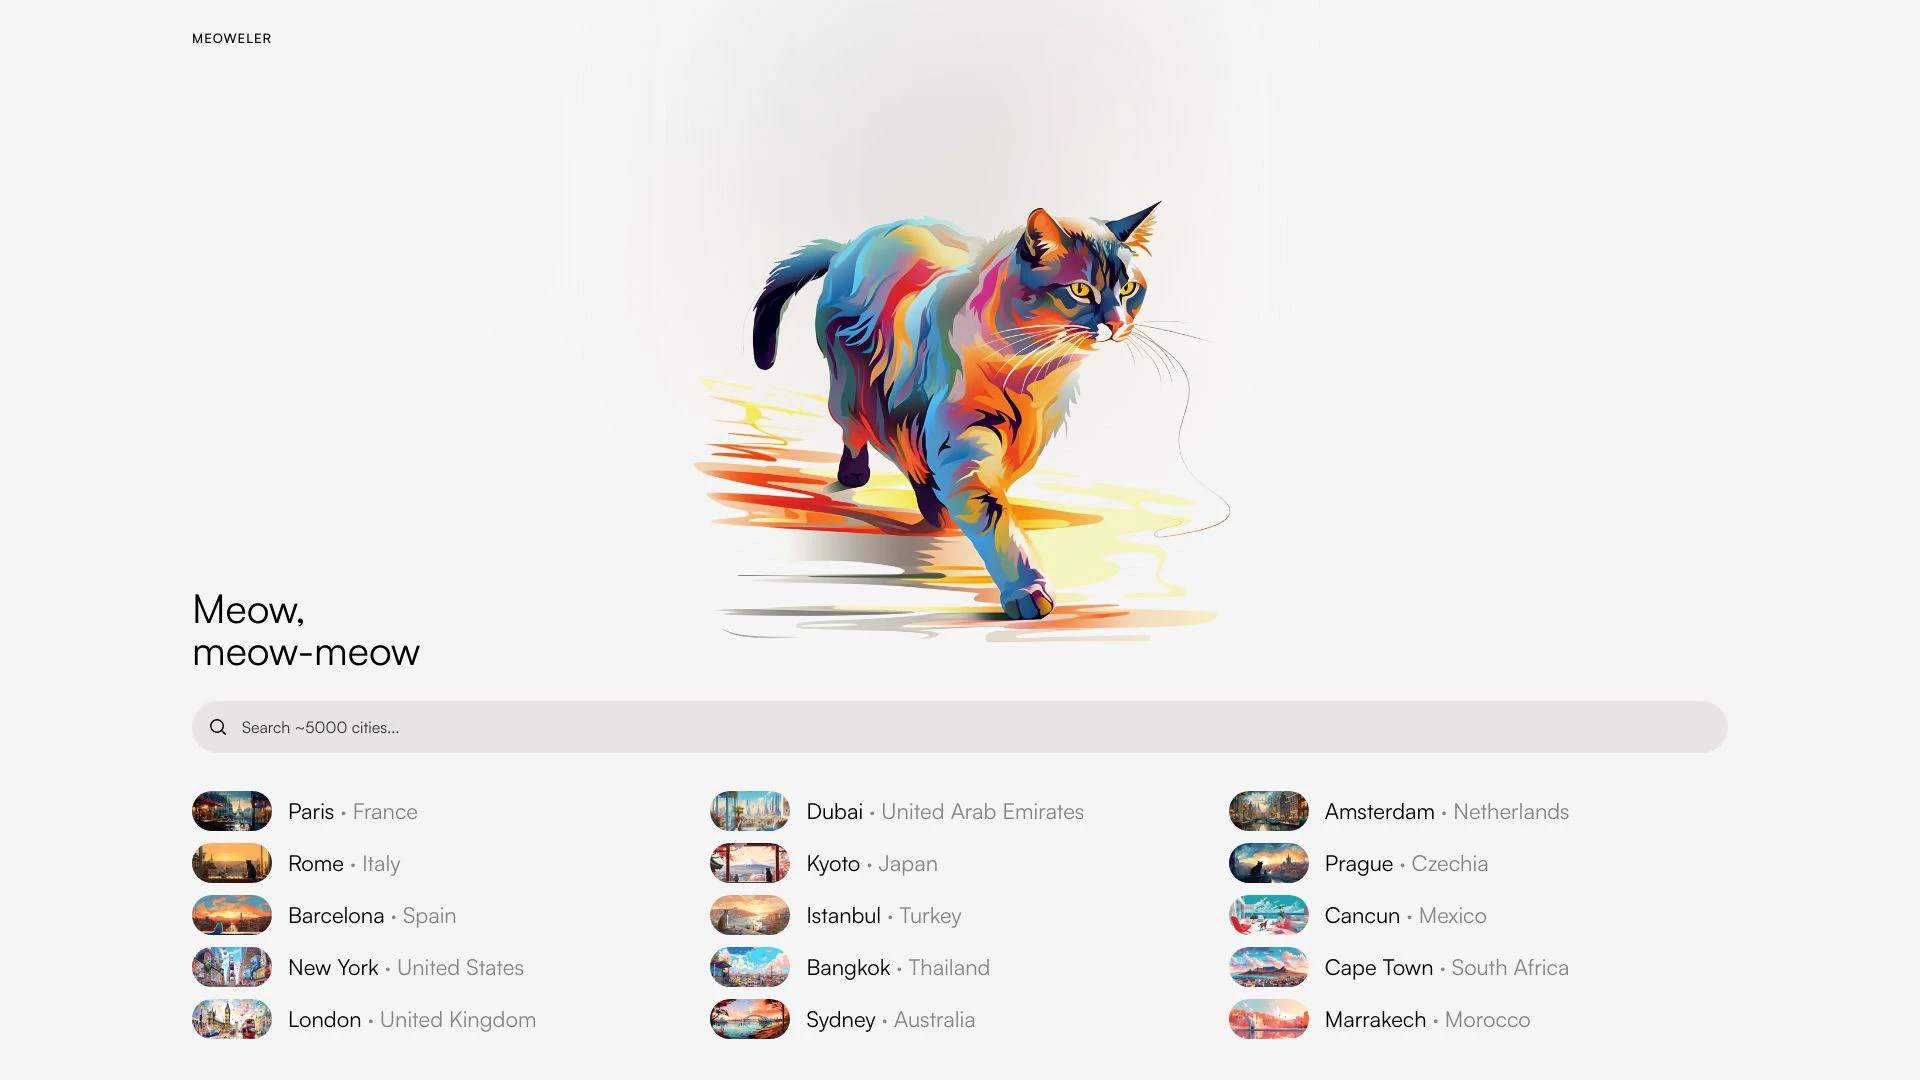 MEOWELER
Meow,
meow-meow
Search ~5000 cities...
Paris · France
Rome · Italy
Barcelona · Spain
New York · United States
London · United Kingdom
Dubai · United Arab Emirates
Kyoto · Japan
Istanbul · Turkey
Bangkok · Thailand
Sydney · Australia
Amsterdam · Netherlands
Prague · Czechia
Cancun · Mexico
Cape Town · South Africa
Marrakech · Morocco